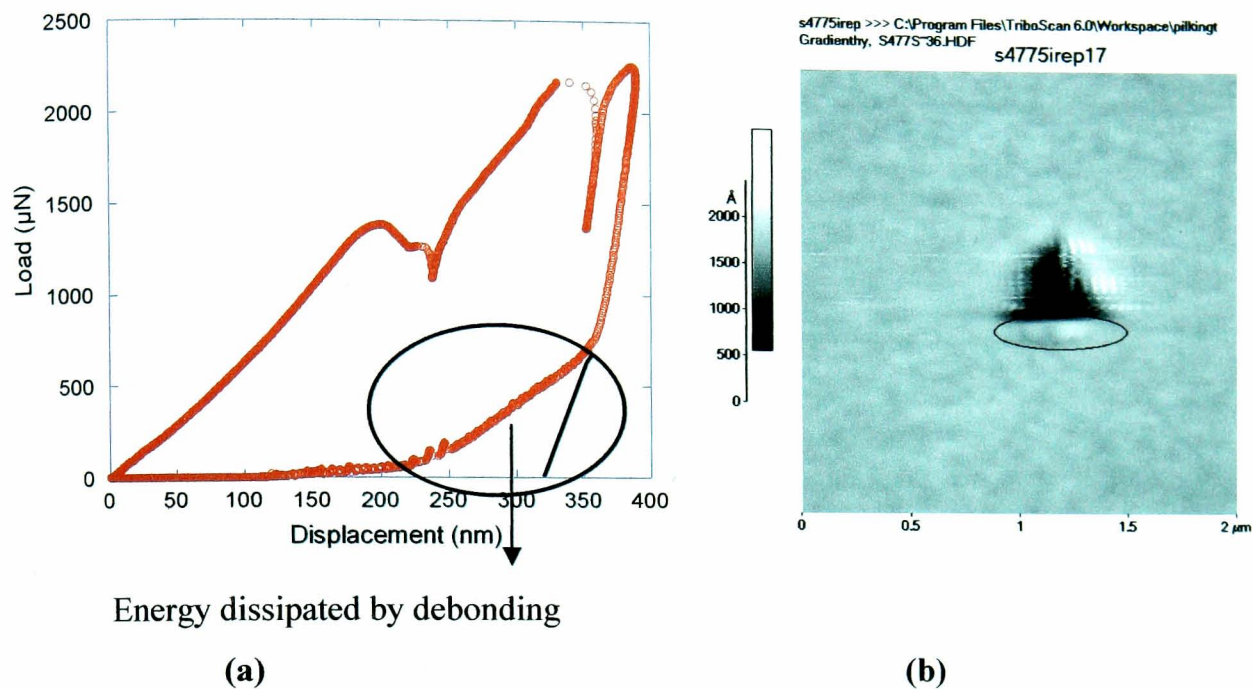 2500
2000
1500
1000
500
0
Load (µN)
0 50 100 150 200 250 300 350 400
Displacement (nm)
Energy dissipated by debonding
(a)
s4775irep >>> C:\Program Files\TriboScan 6.0\Workspace\pilkingt
Gradienthy, S477S~36.HDF
s4775irep17
Å
2000
1500
1000
500
0
0 0.5 1 1.5 2 µm
(b)